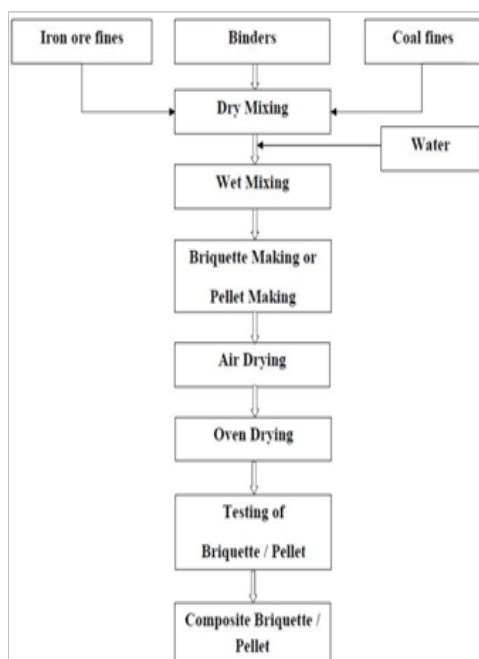 Iron ore fines
Binders
Coal fines
Dry Mixing
Water
Wet Mixing
Briquette Making or
Pellet Making
Air Drying
Oven Drying
Testing of
Briquette / Pellet
Composite Briquette /
Pellet